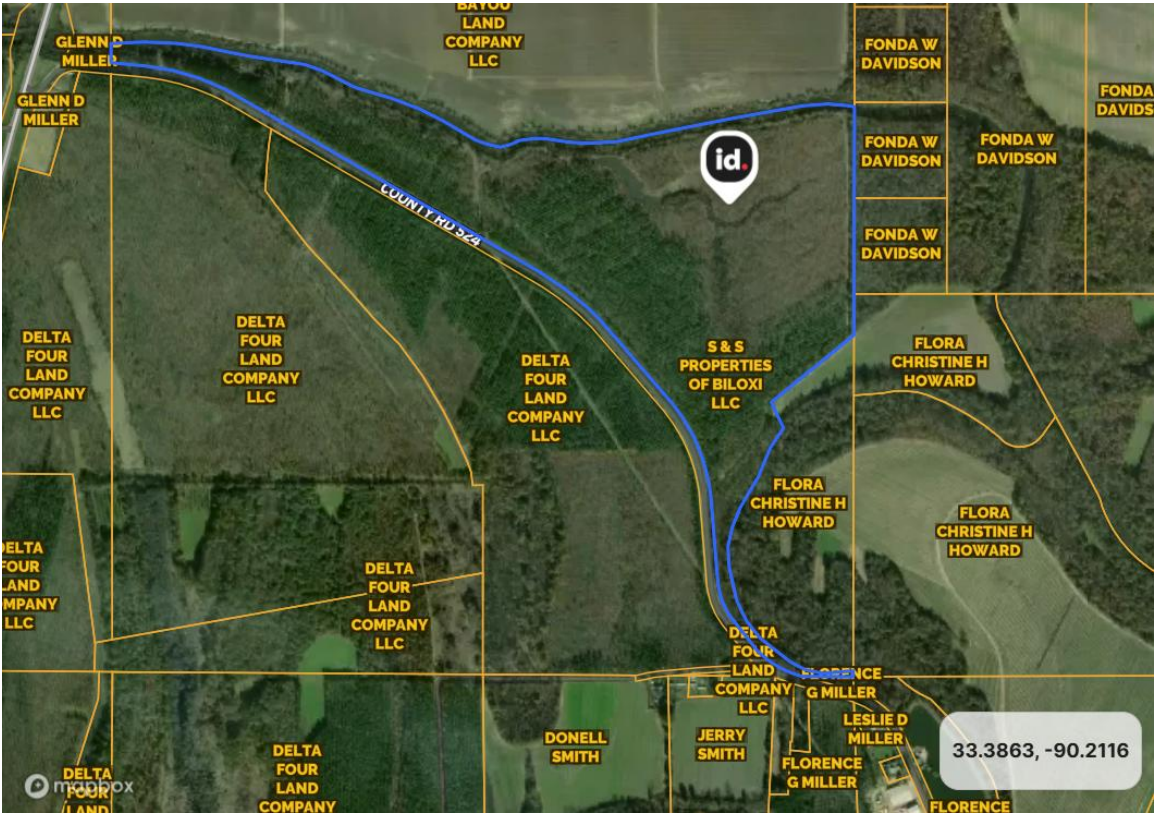 BAYOU
LAND
COMPANY
LLC
GLENN D
MILLER
GLENN D
MILLER
FONDA W
DAVIDSON
FONDA
DAVIDS
FONDA W
DAVIDSON
FONDA W
DAVIDSON
FONDA W
DAVIDSON
id.
COUNTY RD 524
DELTA
FOUR
LAND
COMPANY
LLC
DELTA
FOUR
LAND
COMPANY
LLC
DELTA
FOUR
LAND
COMPANY
LLC
S & S
PROPERTIES
OF BILOXI
LLC
FLORA
CHRISTINE H
HOWARD
FLORA
CHRISTINE H
HOWARD
FLORA
CHRISTINE H
HOWARD
DELTA
FOUR
LAND
MPANY
LLC
DELTA
FOUR
LAND
COMPANY
LLC
DELTA
FOUR
LAND
COMPANY
LLC
FLORENCE
G MILLER
LESLIE D
MILLER
DONELL
SMITH
JERRY
SMITH
FLORENCE
G MILLER
33.3863, -90.2116
DELTA
FOUR
LAND
COMPANY
DELTA
FOUR
LAND
mapbox
FLORENCE